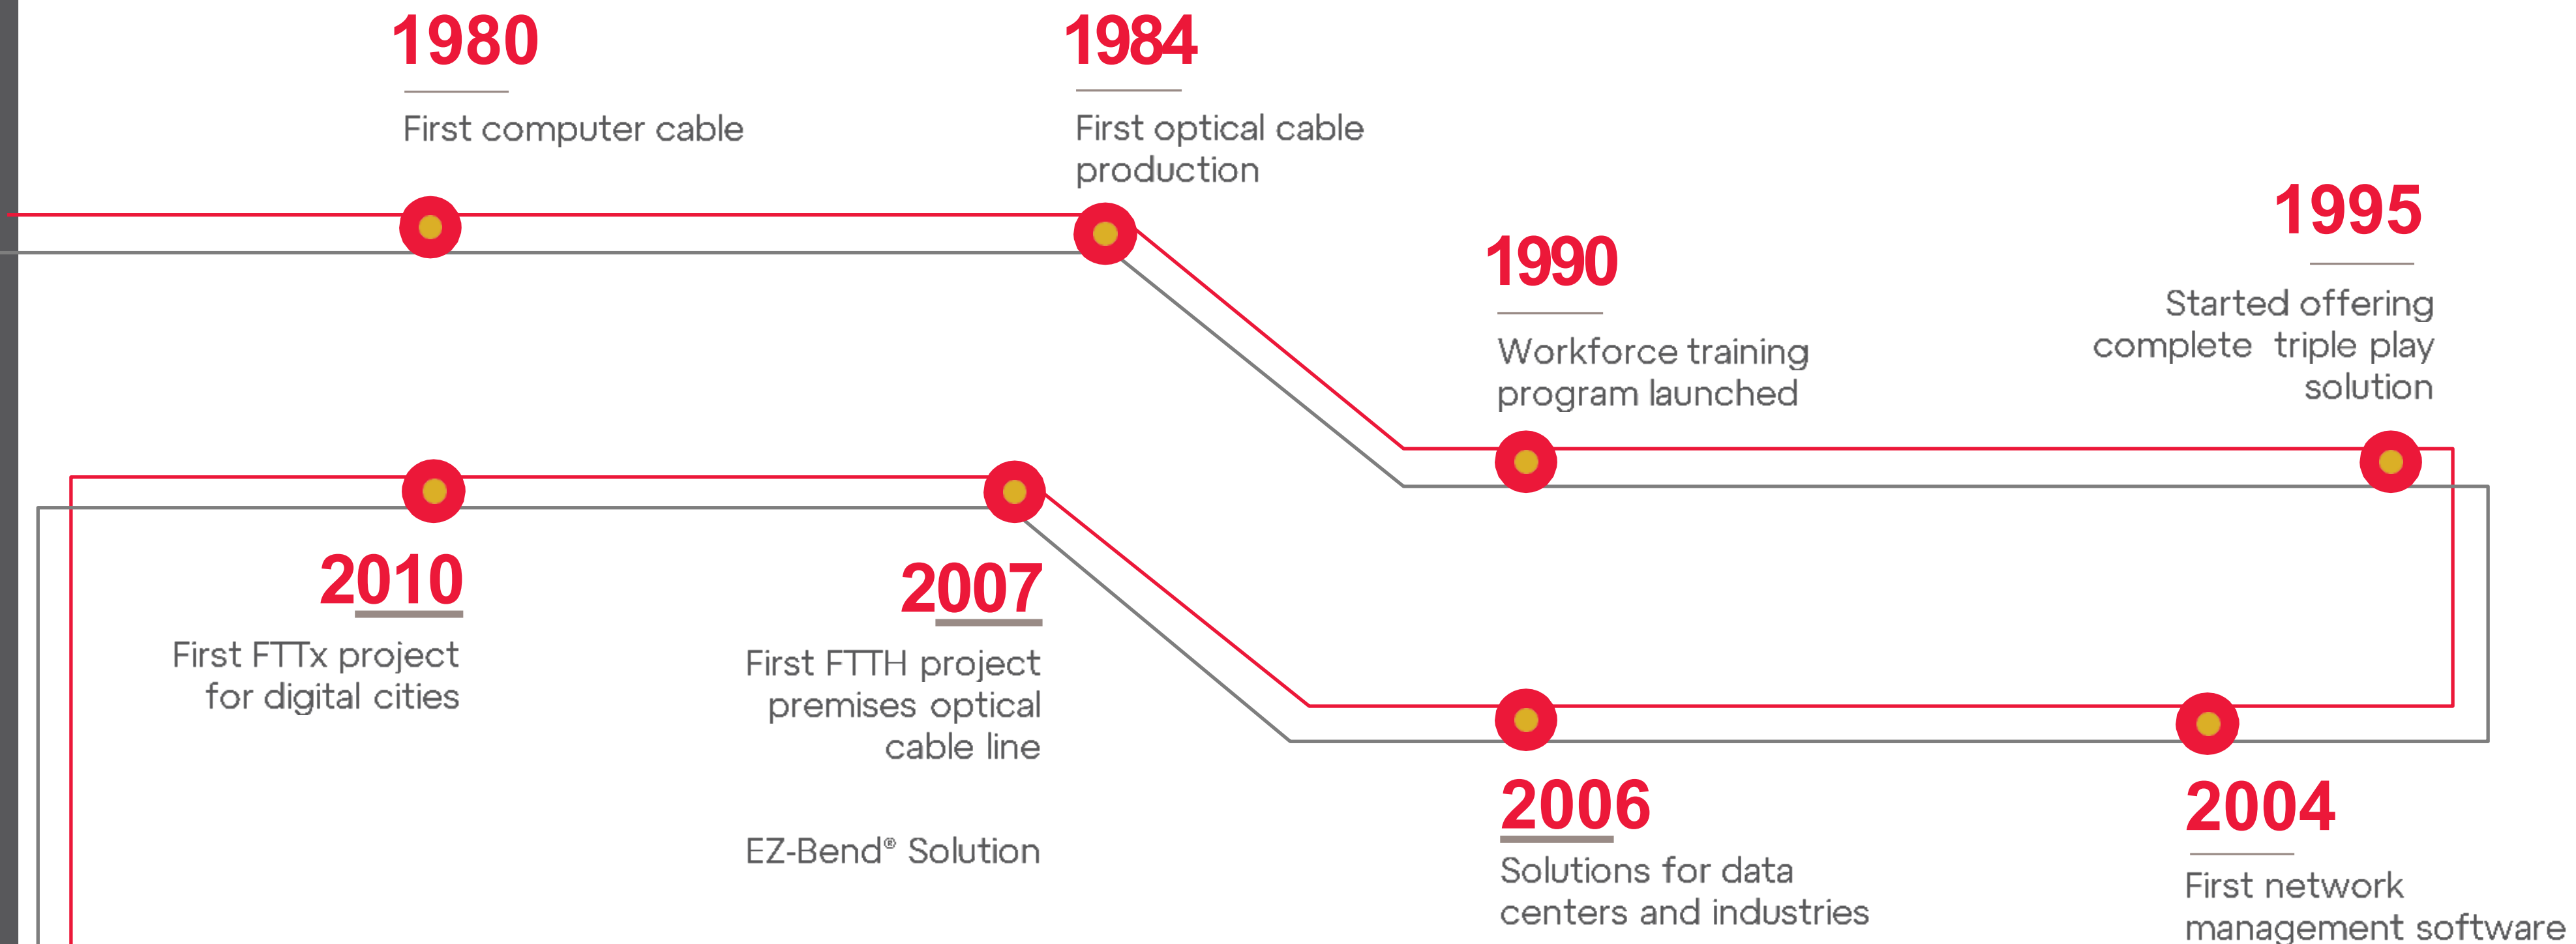 1980
First computer cable
1984
First optical cable
production
1990
Workforce training
program launched
1995
Started offering
complete triple play
solution
2010
First FTTx project
for digital cities
2007
First FTTH project
premises optical
cable line
EZ-Bend® Solution
2006
Solutions for data
centers and industries
2004
First network
management software